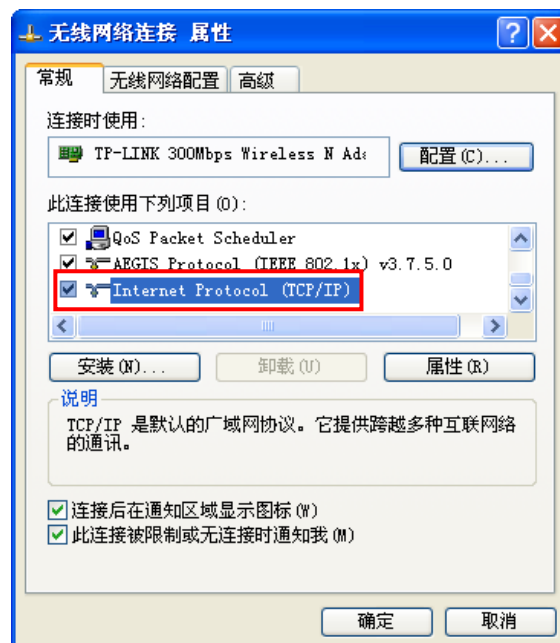 无线网络连接 属性
常规 无线网络配置 高级
连接时使用:
TP-LINK 300Mbps Wireless N Ada
配置(C)...
此连接使用下列项目(O):
QoS Packet Scheduler
AEGIS Protocol (IEEE 802.1x) v3.7.5.0
Internet Protocol (TCP/IP)
安装(N)... 卸载(U) 属性(R)
说明
TCP/IP 是默认的广域网协议。它提供跨越多种互联网络
的通讯。
连接后在通知区域显示图标(W)
此连接被限制或无连接时通知我(M)
确定 取消